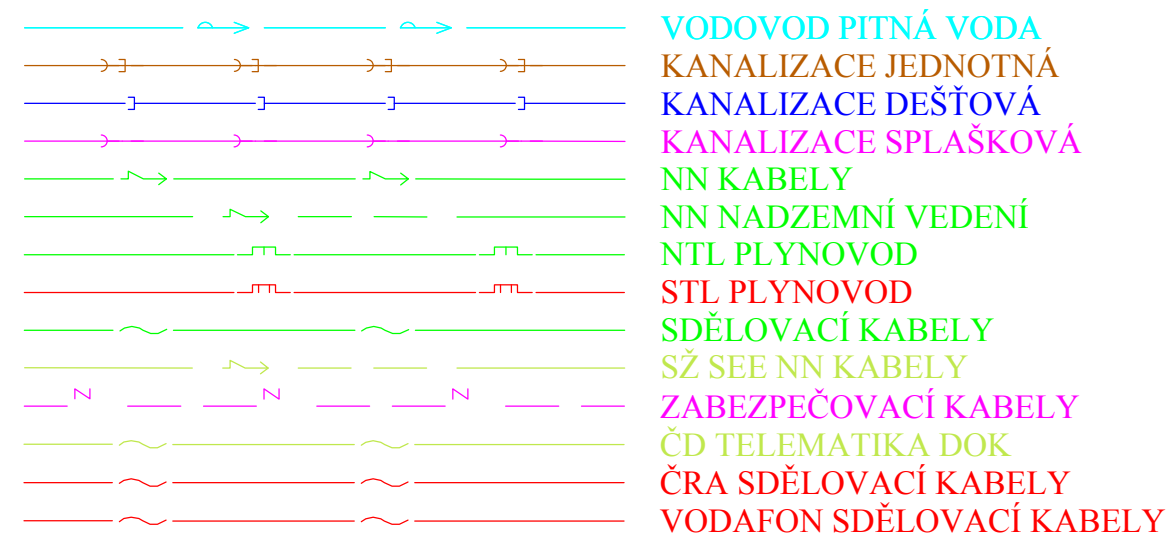 VODOVOD PITNÁ VODA
KANALIZACE JEDNOTNÁ
KANALIZACE DEŠŤOVÁ
KANALIZACE SPLAŠKOVÁ
NN KABELY
NN NADZEMNÍ VEDENÍ
NTL PLYNOVOD
STL PLYNOVOD
SDĚLOVACÍ KABELY
SŽ SEE NN KABELY
ZABEZPEČOVACÍ KABELY
ČD TELEMATIKA DOK
ČRA SDĚLOVACÍ KABELY
VODAFON SDĚLOVACÍ KABELY